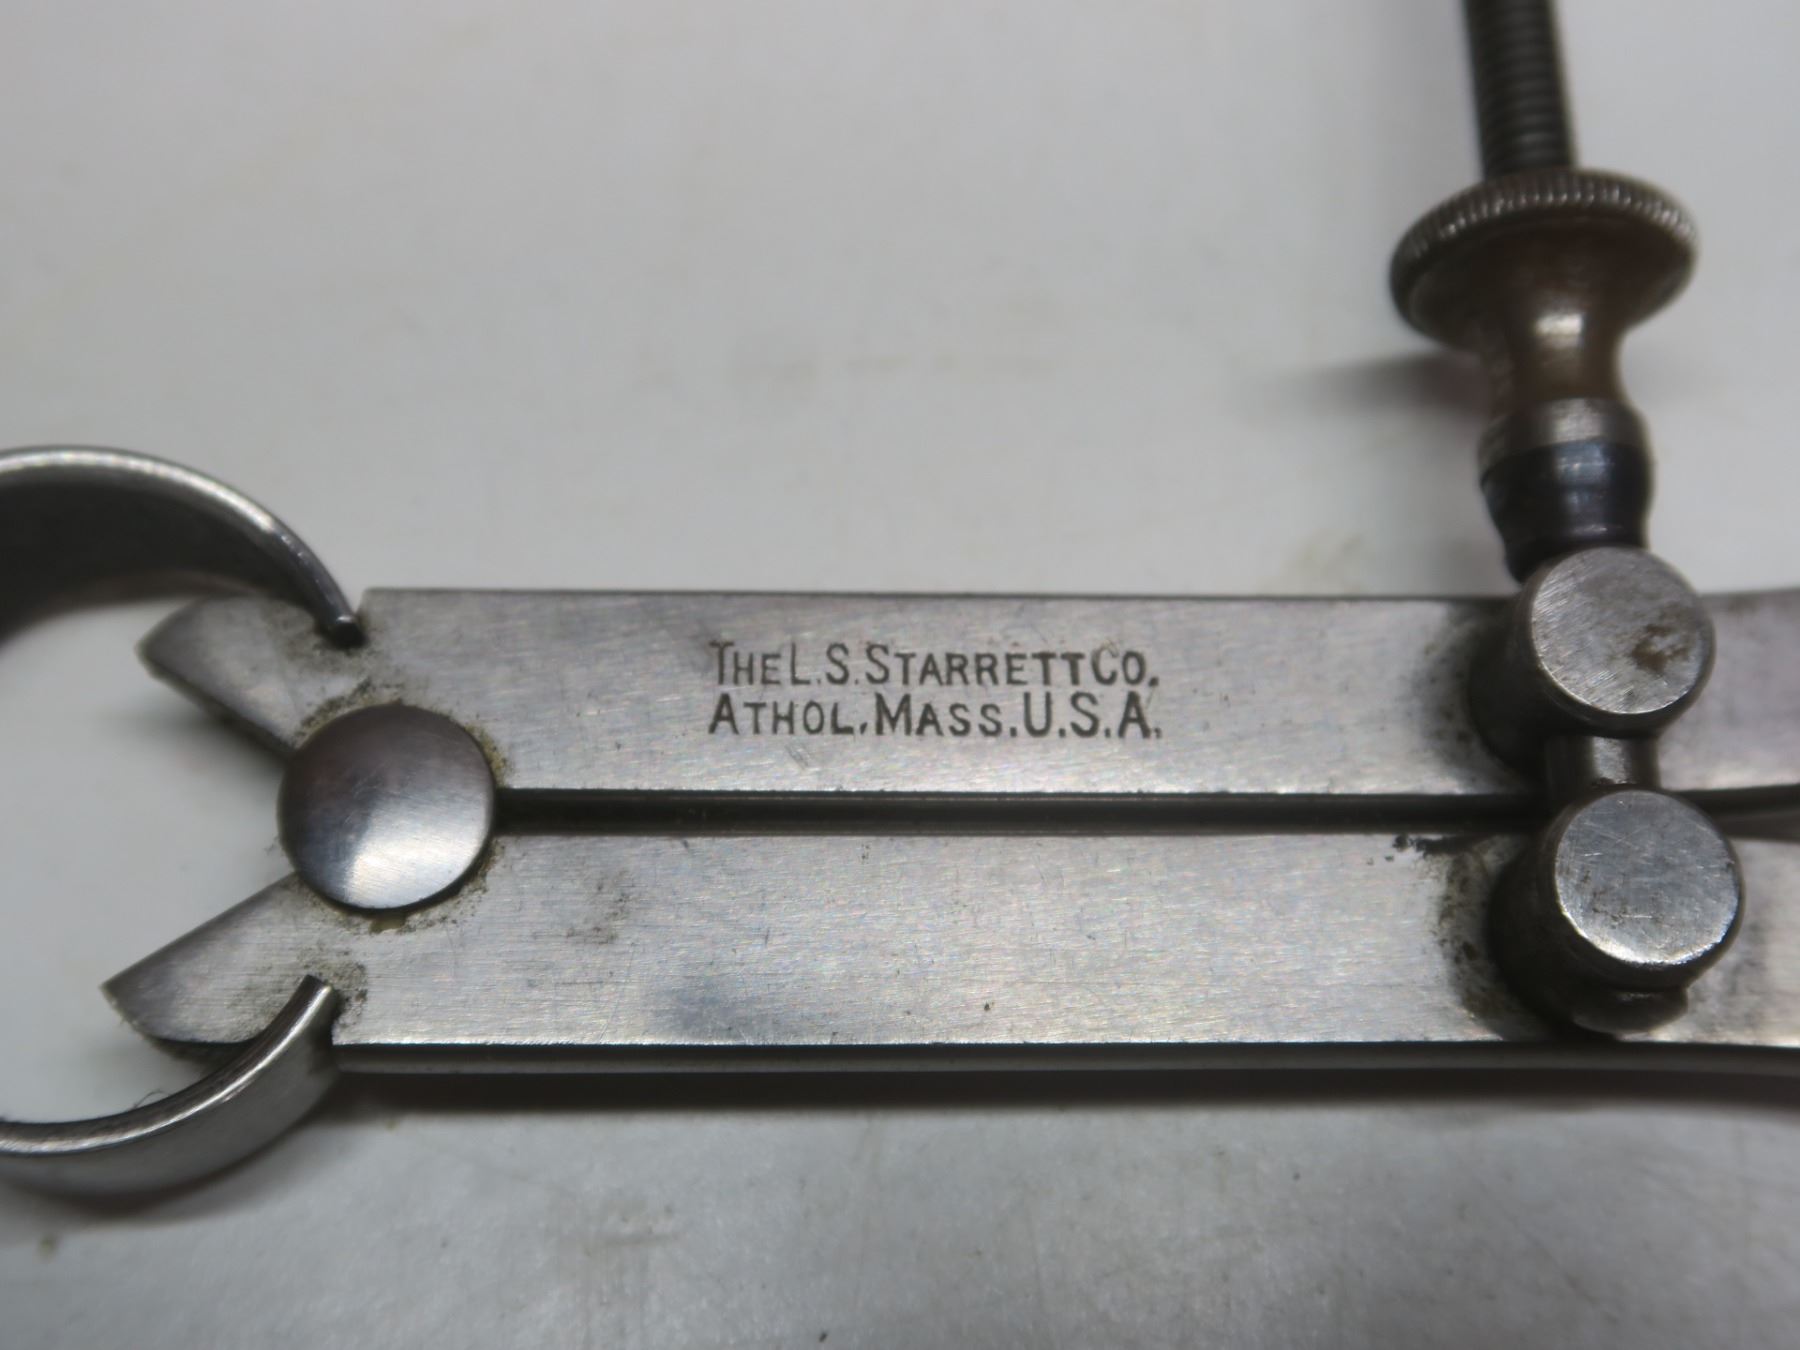 THE L.S. STARRETT CO.
ATHOL, MASS. U.S.A.